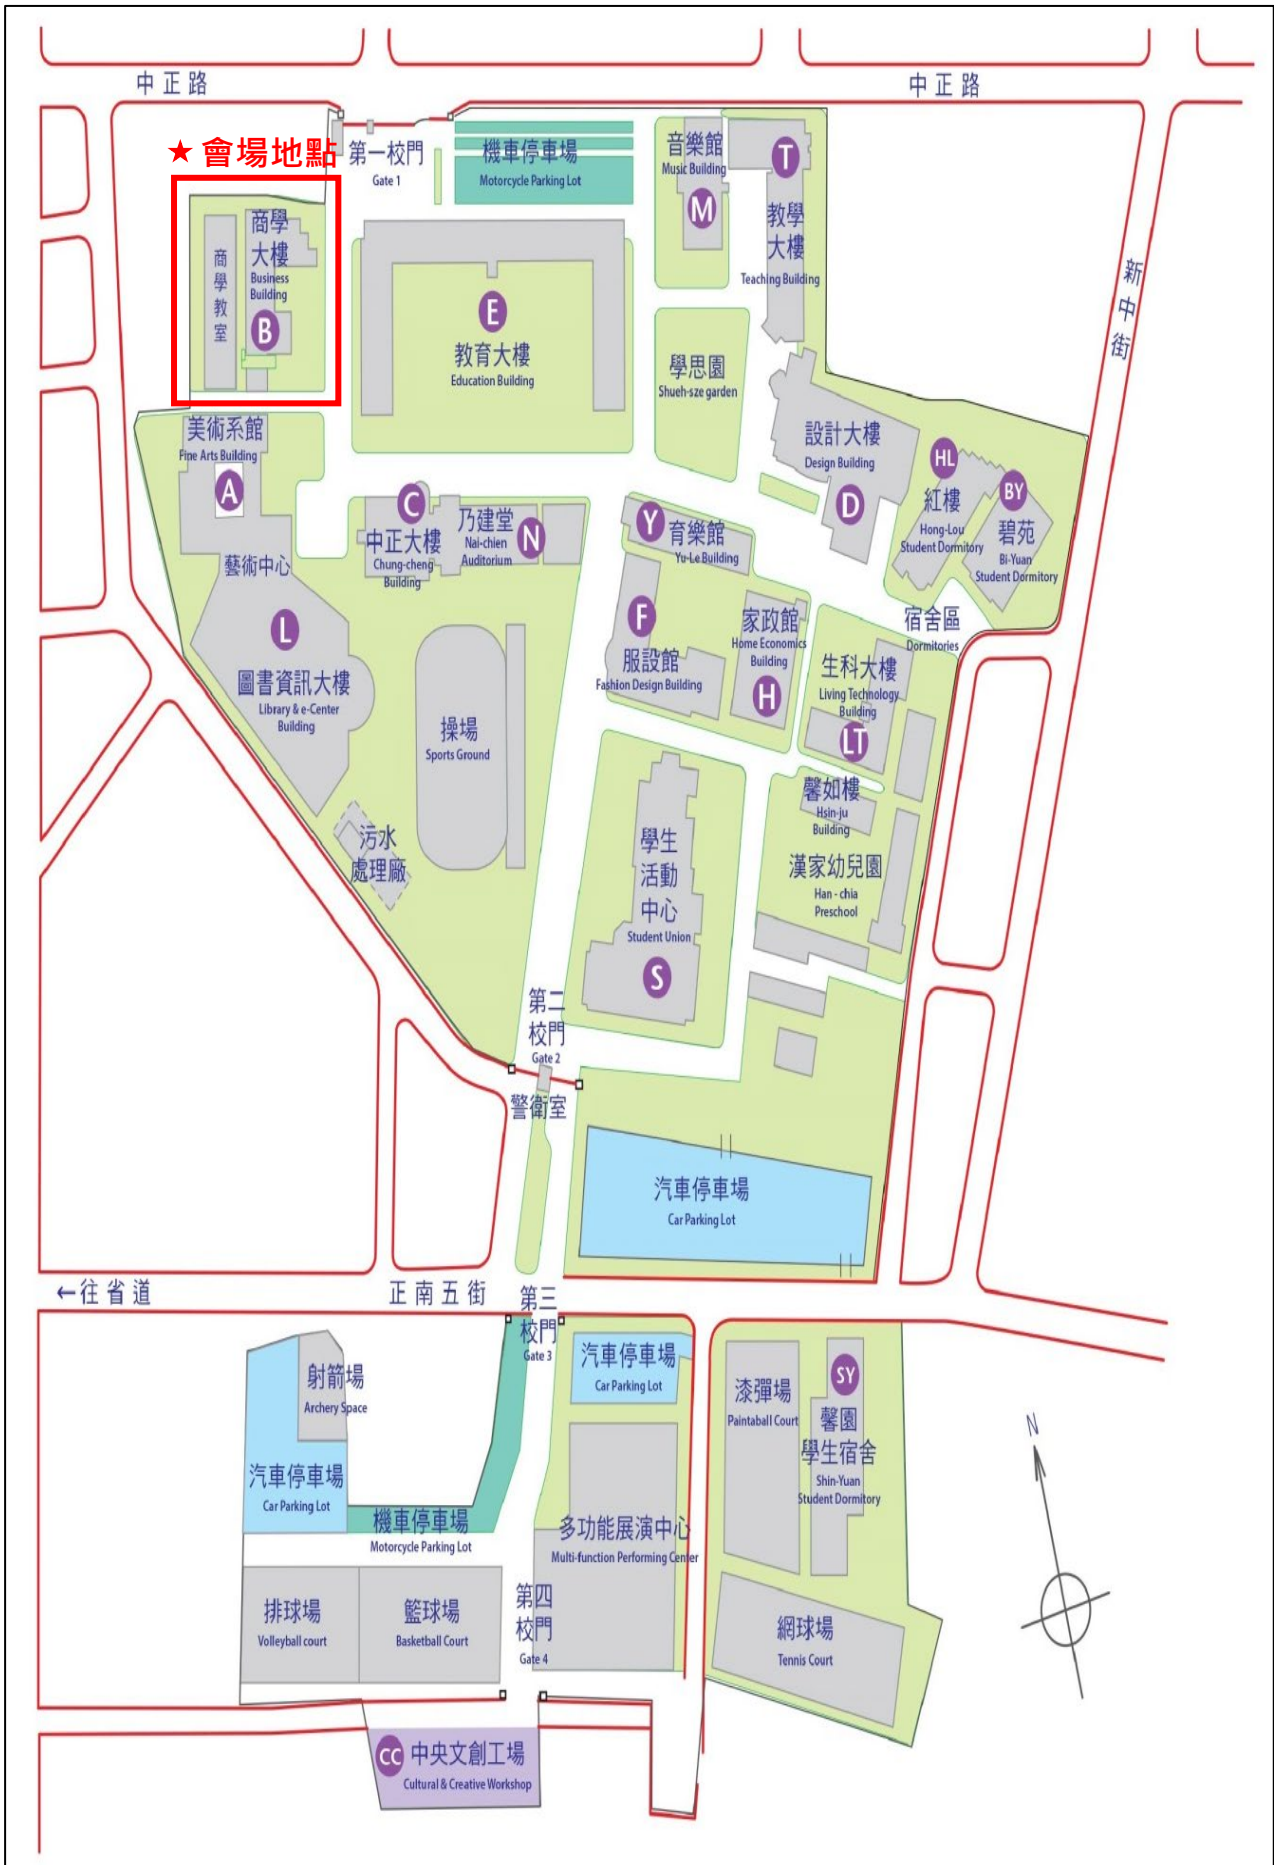 中正路
中正路
★ 會場地點
第一校門
Gate 1
機車停車場
Motorcycle Parking Lot
音樂館
Music Building
M
T
教學
大樓
Teaching Building
新中街
商學
大樓
Business
Building
B
商學教室
E
教育大樓
Education Building
學思園
Shueh-sze garden
美術系館
Fine Arts Building
A
藝術中心
C
中正大樓
Chung-cheng
Building
乃建堂
Nai-chien
Auditorium
N
設計大樓
Design Building
D
HL
紅樓
Hong-Lou
Student Dormitory
BY
碧苑
Bi-Yuan
Student Dormitory
Y
育樂館
Yu-Le Building
宿舍區
Dormitories
L
圖書資訊大樓
Library & e-Center
Building
F
服設館
Fashion Design Building
家政館
Home Economics
Building
H
生科大樓
Living Technology
Building
LT
操場
Sports Ground
馨如樓
Hsin-ju
Building
污水
處理廠
學生
活動
中心
Student Union
S
漢家幼兒園
Han - chia
Preschool
第二
校門
Gate 2
警衛室
汽車停車場
Car Parking Lot
←往省道
正南五街
第三
校門
Gate 3
射箭場
Archery Space
汽車停車場
Car Parking Lot
汽車停車場
Car Parking Lot
漆彈場
Paintaball Court
SY
馨園
學生宿舍
Shin-Yuan
Student Dormitory
N
機車停車場
Motorcycle Parking Lot
多功能展演中心
Multi-function Performing Center
排球場
Volleyball court
籃球場
Basketball Court
第四
校門
Gate 4
網球場
Tennis Court
CC
中央文創工場
Cultural & Creative Workshop